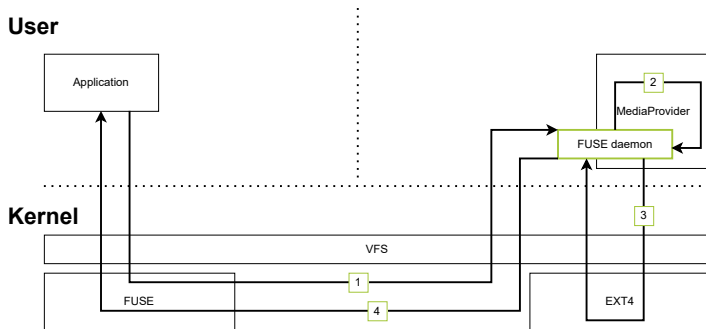 User
Application
2
MediaProvider
FUSE daemon
3
Kernel
VFS
1
FUSE
4
EXT4